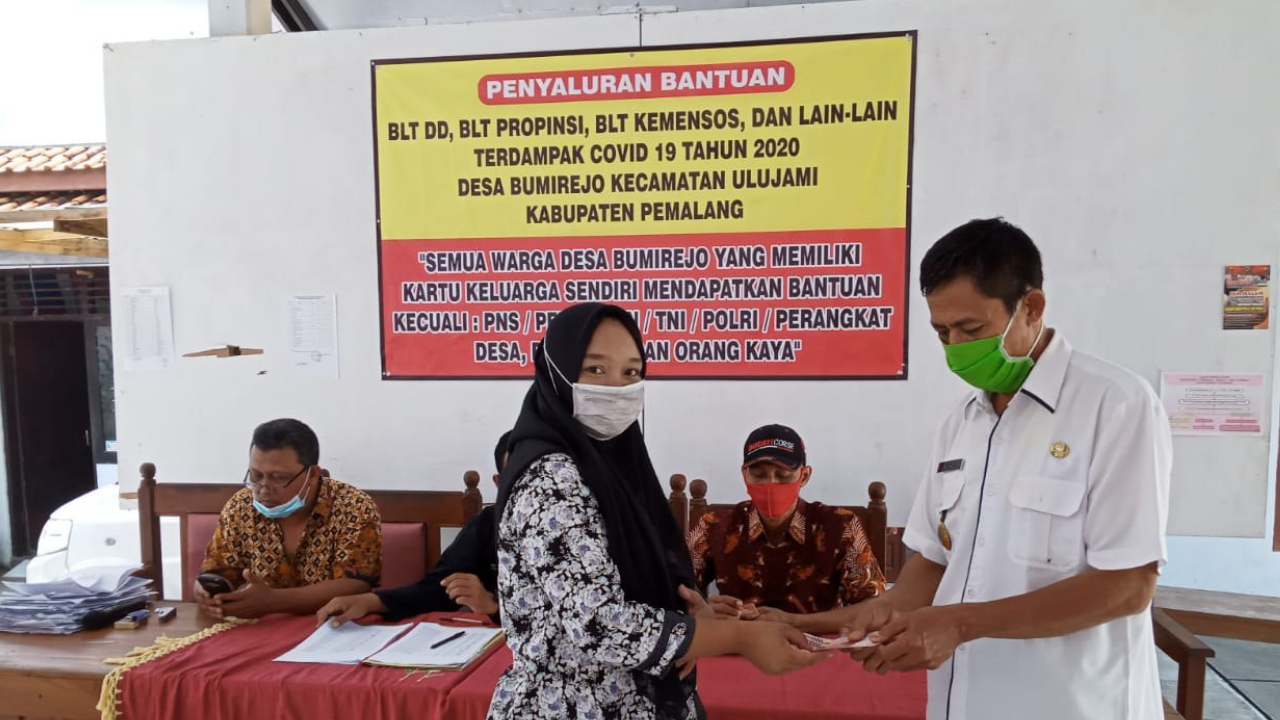 PENYALURAN BANTUAN
BLT DD, BLT PROPINSI, BLT KEMENSOS, DAN LAIN-LAIN
TERDAMPAK COVID 19 TAHUN 2020
DESA BUMIREJO KECAMATAN ULUJAMI
KABUPATEN PEMALANG
"SEMUA WARGA DESA BUMIREJO YANG MEMILIKI
KARTU KELUARGA SENDIRI MENDAPATKAN BANTUAN
KECUALI : PNS / / TNI / POLRI / PERANGKAT
DESA, ORANG KAYA"
DUCATI CORSE